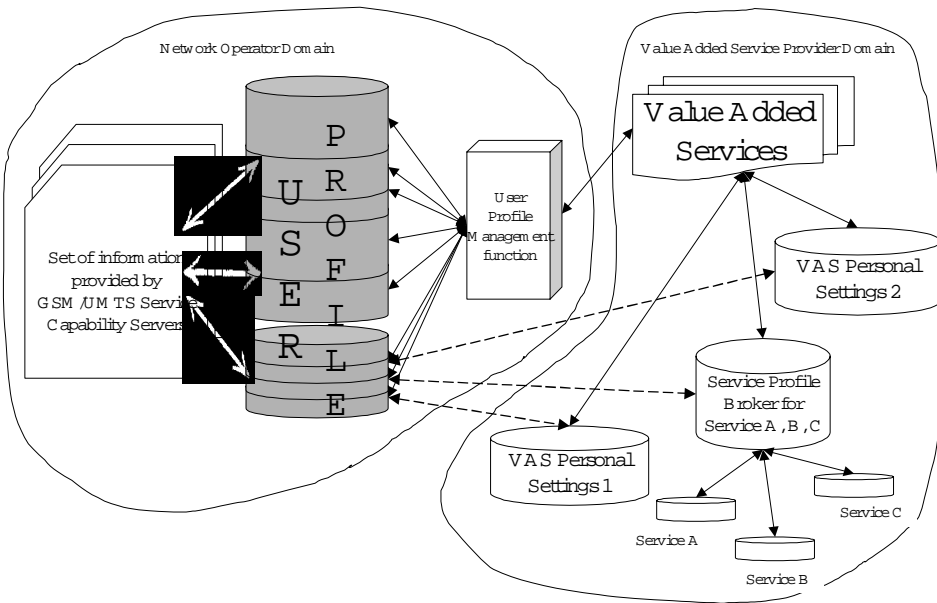 Network Operator Domain
Value Added Service Provider Domain
USER
PROFILE
Set of information
provided by
GSM/UMTS Service
Capability Servers
User
Profile
Management
function
Value Added
Services
VAS Personal
Settings 2
Service Profile
Broker for
Service A, B, C
VAS Personal
Settings 1
Service A
Service B
Service C